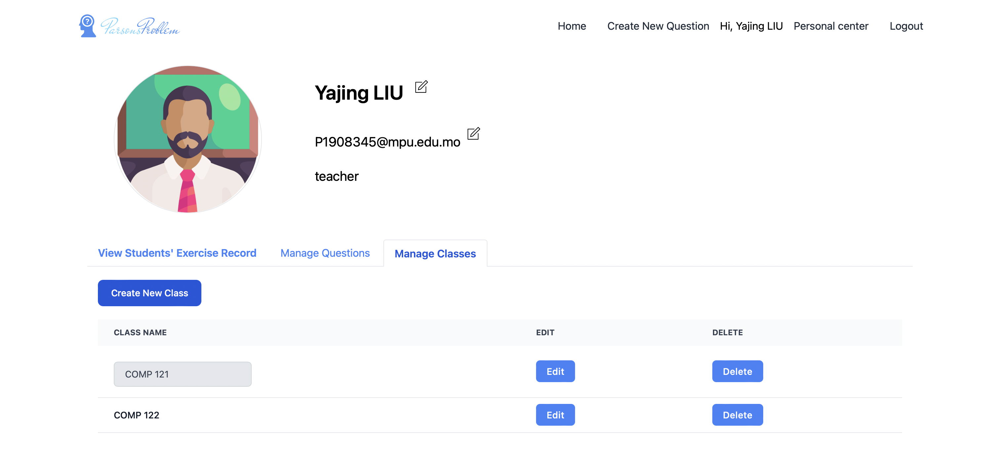 ? ParsonsProblem
Home Create New Question Hi, Yajing LIU Personal center Logout
Yajing LIU
P1908345@mpu.edu.mo
teacher
View Students' Exercise Record Manage Questions Manage Classes
Create New Class
CLASS NAME EDIT DELETE
COMP 121 Edit Delete
COMP 122 Edit Delete